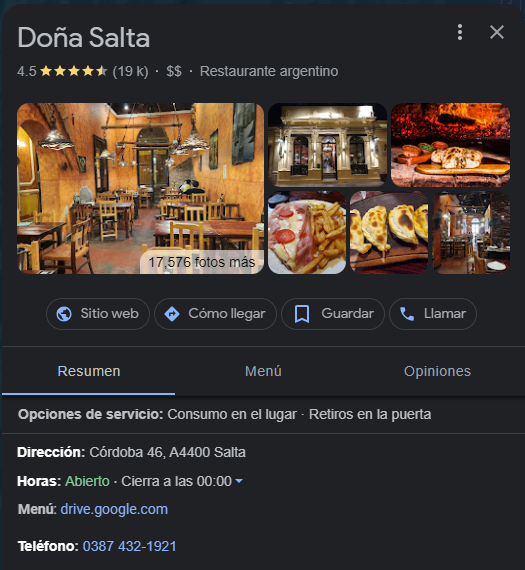 Doña Salta
4.5 (19 k) · $$ · Restaurante argentino
17,576 fotos más
Sitio web Cómo llegar Guardar Llamar
Resumen Menú Opiniones
Opciones de servicio: Consumo en el lugar · Retiros en la puerta
Dirección: Córdoba 46, A4400 Salta
Horas: Abierto · Cierra a las 00:00
Menú: drive.google.com
Teléfono: 0387 432-1921